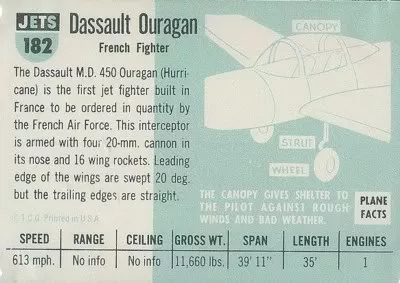 JETS
182
Dassault Ouragan
French Fighter
The Dassault M.D. 450 Ouragan (Hurri-
cane) is the first jet fighter built in
France to be ordered in quantity by
the French Air Force. This interceptor
is armed with four 20-mm. cannon in
its nose and 16 wing rockets. Leading
edge of the wings are swept 20 deg.
but the trailing edges are straight.
© T.C.G. Printed in U.S.A.
CANOPY
STRUT
WHEEL
THE CANOPY GIVES SHELTER TO
THE PILOT AGAINST ROUGH
WINDS AND BAD WEATHER.
PLANE
FACTS
SPEED RANGE CEILING GROSS WT. SPAN LENGTH ENGINES
613 mph. No info No info 11,660 lbs. 39' 11" 35' 1